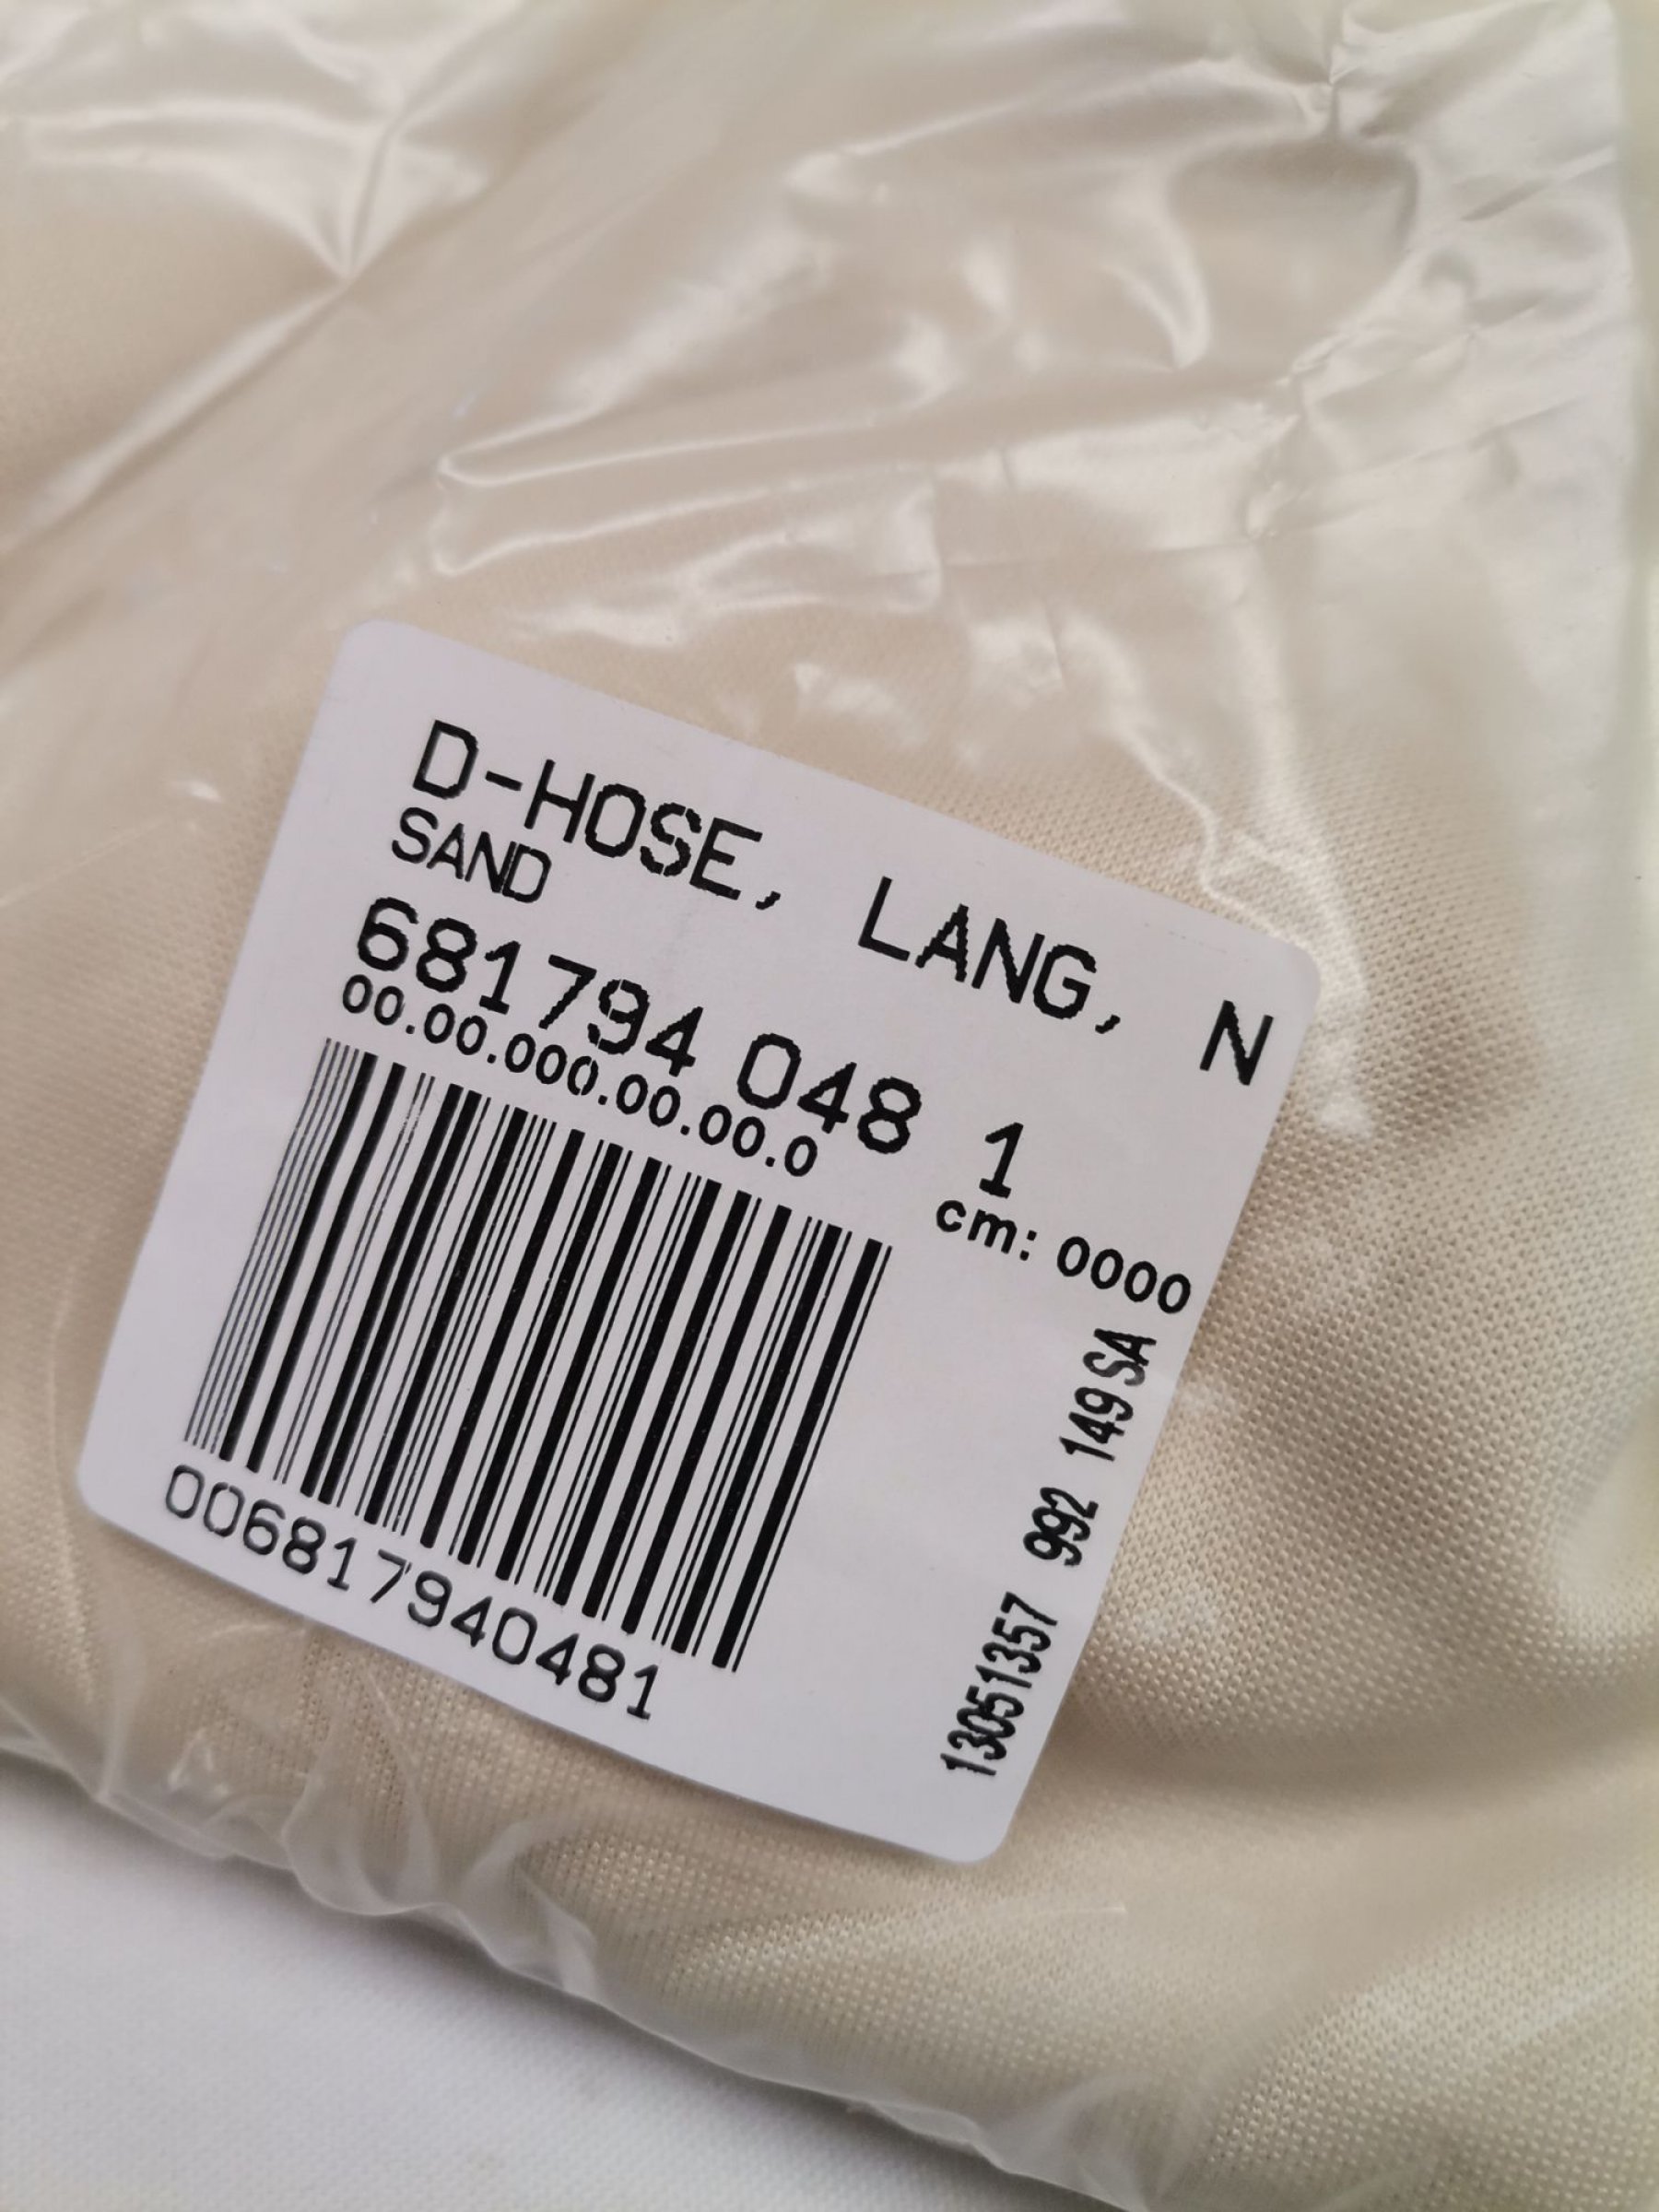 D-HOSE, LANG, N
SAND
681794 048 1
00.00.000.00.00.0
cm: 0000
006817940481
13051357 992 149 SA